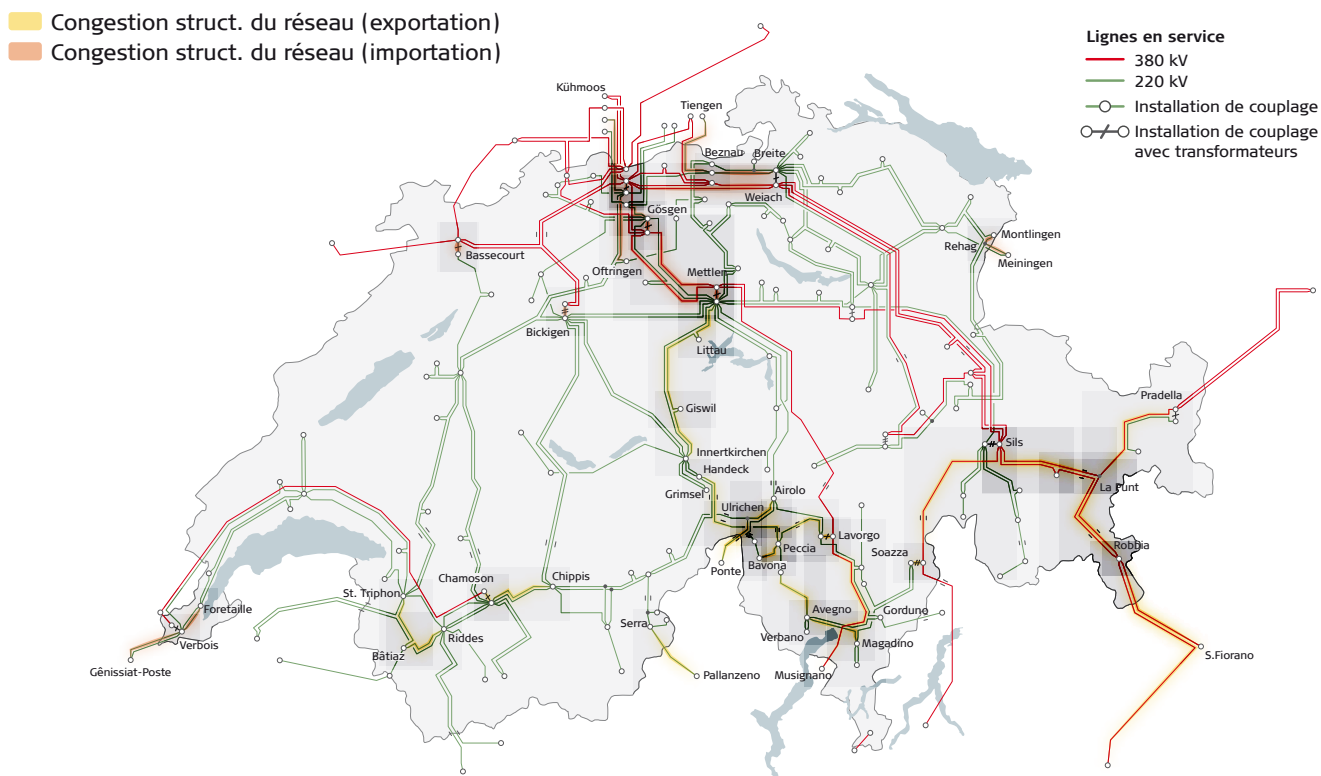 Congestion struct. du réseau (exportation)
Congestion struct. du réseau (importation)
Lignes en service
380 kV
220 kV
Installation de couplage
Installation de couplage
avec transformateurs
Kühmoos
Tiengen
Beznau
Breite
Weiach
Gösgen
Bassecourt
Oftringen
Mettlen
Rehag
Montlingen
Meiningen
Bickigen
Littau
Giswil
Pradella
Innertkirchen
Handeck
Sils
Grimsel
Airolo
La Punt
Ulrichen
Lavorgo
Peccia
Soazza
Robbia
Ponte
Bavona
Chamoson
Chippis
St. Triphon
Foretaille
Avegno
Gorduno
Serra
Verbano
Verbois
Riddes
Magadino
Bâtiaz
S.Fiorano
Gênissiat-Poste
Pallanzeno
Musignano